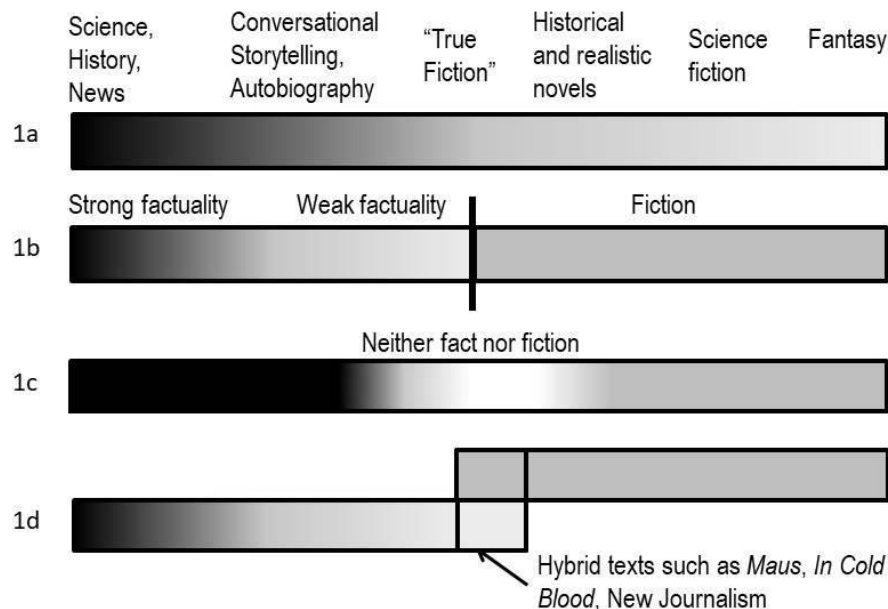 Science,
History,
News
Conversational
Storytelling,
Autobiography
“True
Fiction”
Historical
and realistic
novels
Science
fiction
Fantasy
1a
Strong factuality
Weak factuality
Fiction
1b
Neither fact nor fiction
1c
1d
Hybrid texts such as Maus, In Cold
Blood, New Journalism